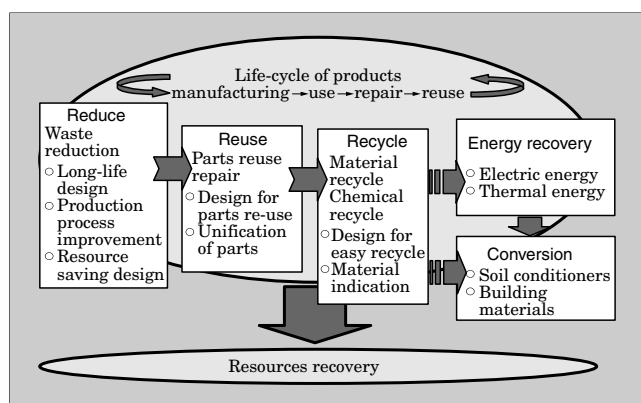 Life-cycle of products
manufacturing→use→repair→reuse
Reduce
Waste
reduction
○ Long-life
design
○ Production
process
improvement
○ Resource
saving design
Reuse
Parts reuse
repair
○ Design for
parts re-use
○ Unification
of parts
Recycle
Material
recycle
Chemical
recycle
○ Design for
easy recycle
○ Material
indication
Energy recovery
○ Electric energy
○ Thermal energy
Conversion
○ Soil conditioners
○ Building
materials
Resources recovery